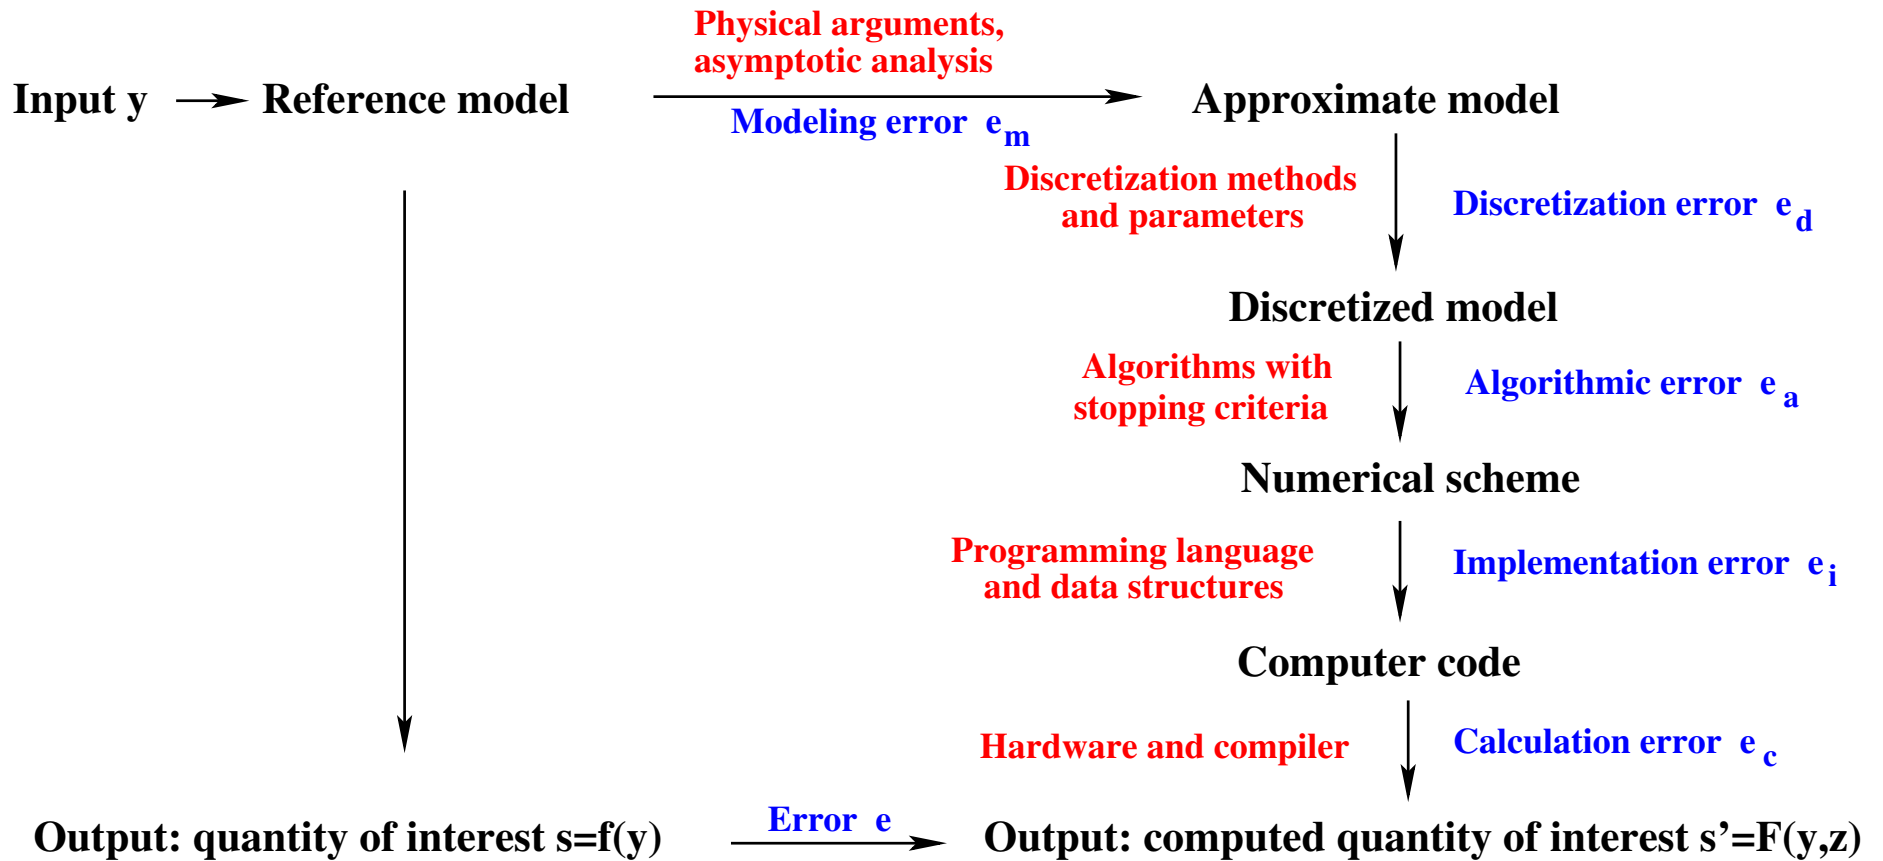 Physical arguments,
asymptotic analysis
Input y Reference model Approximate model
Modeling error e_m
Discretization methods
and parameters
Discretization error e_d
Discretized model
Algorithms with
stopping criteria
Algorithmic error e_a
Numerical scheme
Programming language
and data structures
Implementation error e_i
Computer code
Hardware and compiler
Calculation error e_c
Output: quantity of interest s=f(y)
Error e
Output: computed quantity of interest s’=F(y,z)